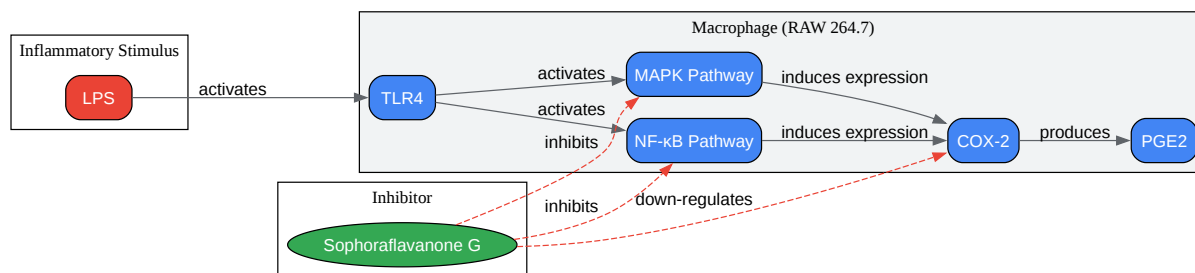 Macrophage (RAW 264.7)
Inflammatory Stimulus
LPS
activates
TLR4
activates
MAPK Pathway
induces expression
activates
inhibits
NF-κB Pathway
induces expression
COX-2
produces
PGE2
Inhibitor
inhibits
down-regulates
Sophoraflavanone G